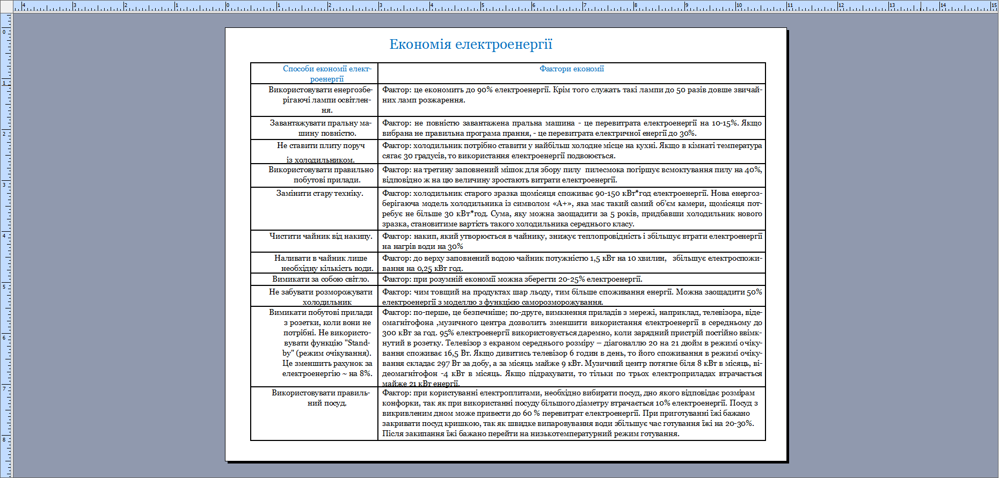 Економія електроенергії
Способи економії елект-
роенергії
Фактори економії
Використовувати енергозбе-
рігаючі лампи освітлен-
ня.
Фактор: це економить до 90% електроенергії. Крім того служать такі лампи до 50 разів довше звичай-
них ламп розжарення.
Завантажувати пральну ма-
шину повністю.
Фактор: не повністю завантажена пральна машина - це перевитрата електроенергії на 10-15%. Якщо
вибрана не правильна програма прання, - це перевитрата електричної енергії до 30%.
Не ставити плиту поруч
із холодильником.
Фактор: холодильник потрібно ставити у найбільш холодне місце на кухні. Якщо в кімнаті температура
сягає 30 градусів, то використання електроенергії подвоюється.
Використовувати правильно
побутові прилади.
Фактор: на третину заповнений мішок для збору пилу  пилесмока погіршує всмоктування пилу на 40%,
відповідно ж на цю величину зростають витрати електроенергії.
Замінити стару техніку.
Фактор: холодильник старого зразка щомісяця споживає 90-150 кВт*год електроенергії. Нова енергоз-
берігаюча модель холодильника із символом «А+», яка має такий самий об’єм камери, щомісяця пот-
ребує не більше 30 кВт*год. Сума, яку можна заощадити за 5 років, придбавши холодильник нового
зразка, становитиме вартість такого холодильника середнього класу.
Чистити чайник від накипу.
Фактор: накип, який утворюється в чайнику, знижує теплопровідність і збільшує втрати електроенергії
на нагрів води на 30%
Наливати в чайник лише
необхідну кількість води.
Фактор: до верху заповнений водою чайник потужністю 1,5 кВт на 10 хвилин,  збільшує електроспожи-
вання на 0,25 кВт год.
Вимикати за собою світло.
Фактор: при розумній економії можна зберегти 20-25% електроенергії.
Не забувати розморожувати
холодильник
Фактор: чим товщий на продуктах шар льоду, тим більше споживання енергії. Можна заощадити 50%
електроенергії з моделлю з функцією саморозморожування.
Вимикати побутові прилади
з розетки, коли вони не
потрібні. Не використо-
вувати функцію "Stand-
by" (режим очікування).
Це зменшить рахунок за
електроенергію ~ на 8%.
Фактор: по-перше, це безпечніше; по-друге, вимкнення приладів з мережі, наприклад, телевізора, віде-
омагнітофона ,музичного центра дозволить зменшити використання електроенергії в середньому до
300 кВт за год. 95% електроенергії використовується даремно, коли зарядний пристрій постійно ввімк-
нутий в розетку. Телевізор з екраном середнього розміру – діагоналлю 20 на 21 дюйм в режимі очіку-
вання споживає 16,5 Вт. Якщо дивитись телевізор 6 годин в день, то його споживання в режимі очіку-
вання складає 297 Вт за добу, а за місяць майже 9 кВт. Музичний центр потягне біля 8 кВт в місяць, ві-
деомагнітофон -4 кВт в місяць. Якщо підрахувати, то тільки по трьох електроприладах втрачається
майже 21 кВт енергії.
Використовувати правиль-
ний посуд.
Фактор: при користуванні електроплитами, необхідно вибирати посуд, дно якого відповідає розмірам
конфорки, так як при використанні посуду більшого діаметру втрачається 10% електроенергії. Посуд з
викривленим дном може привести до 60 % перевитрат електроенергії. При приготуванні їжі бажано
закривати посуд кришкою, так як швидке випаровування води збільшує час готування їжі на 20-30%.
Після закипання їжі бажано перейти на низькотемпературний режим готування.